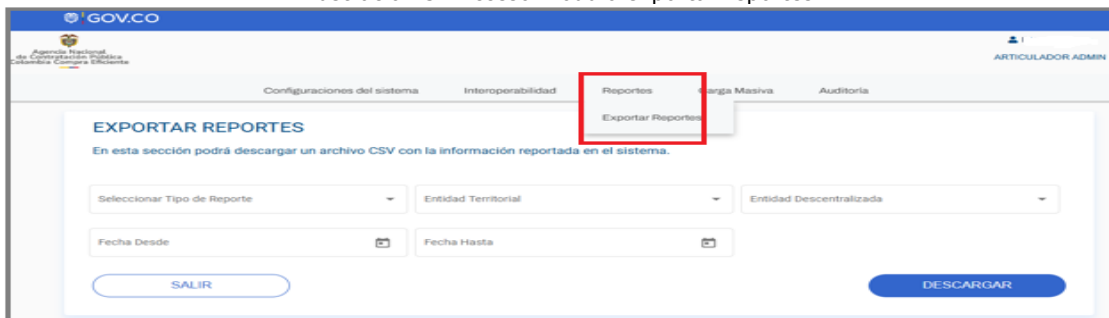 GOV.CO
Agencia Nacional
de Contratación Pública
Colombia Compra Eficiente
ARTICULADOR ADMIN
Configuraciones del sistema Interoperabilidad Reportes Carga Masiva Auditoría
Exportar Reportes
EXPORTAR REPORTES
En esta sección podrá descargar un archivo CSV con la información reportada en el sistema.
Seleccionar Tipo de Reporte Entidad Territorial Entidad Descentralizada
Fecha Desde Fecha Hasta
SALIR DESCARGAR